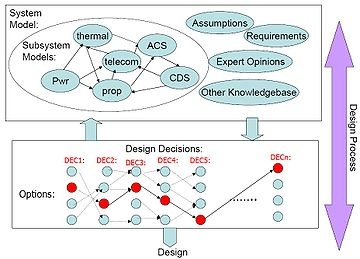 System
Model:
Subsystem
Models:
thermal
ACS
telecom
Pwr
CDS
prop
Assumptions
Requirements
Expert Opinions
Other Knowledgebase
Design Process
Design Decisions:
DEC1: DEC2: DEC3: DEC4: DEC5: DECn:
Options:
........
Design